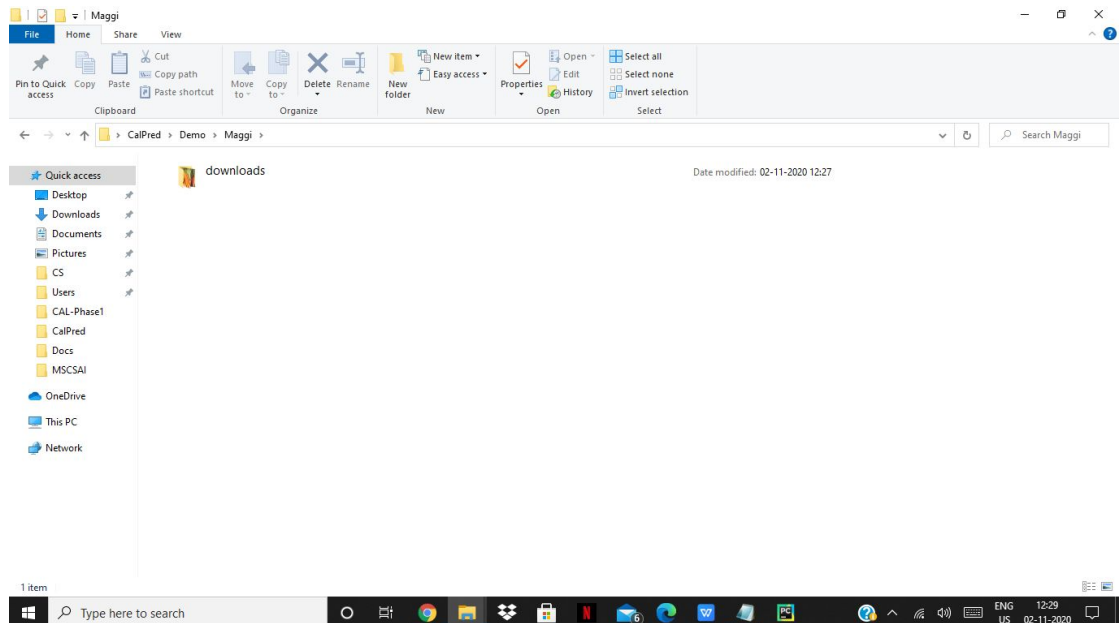 Maggi
File Home Share View
Pin to Quick access
Copy
Paste
Cut
Copy path
Paste shortcut
Clipboard
Move to
Copy to
Delete
Rename
Organize
New folder
New item
Easy access
New
Properties
Open
Edit
History
Open
Select all
Select none
Invert selection
Select
CalPred > Demo > Maggi >
Search Maggi
Quick access
Desktop
Downloads
Documents
Pictures
CS
Users
CAL-Phase1
CalPred
Docs
MSCSAI
OneDrive
This PC
Network
downloads
Date modified: 02-11-2020 12:27
1 item
Type here to search
N
6
W
PC
ENG
US
12:29
02-11-2020